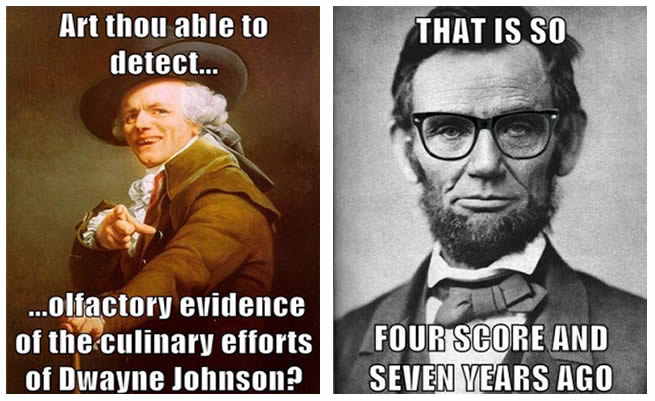 Art thou able to
detect...
...olfactory evidence
of the culinary efforts
of Dwayne Johnson?
THAT IS SO
FOUR SCORE AND
SEVEN YEARS AGO